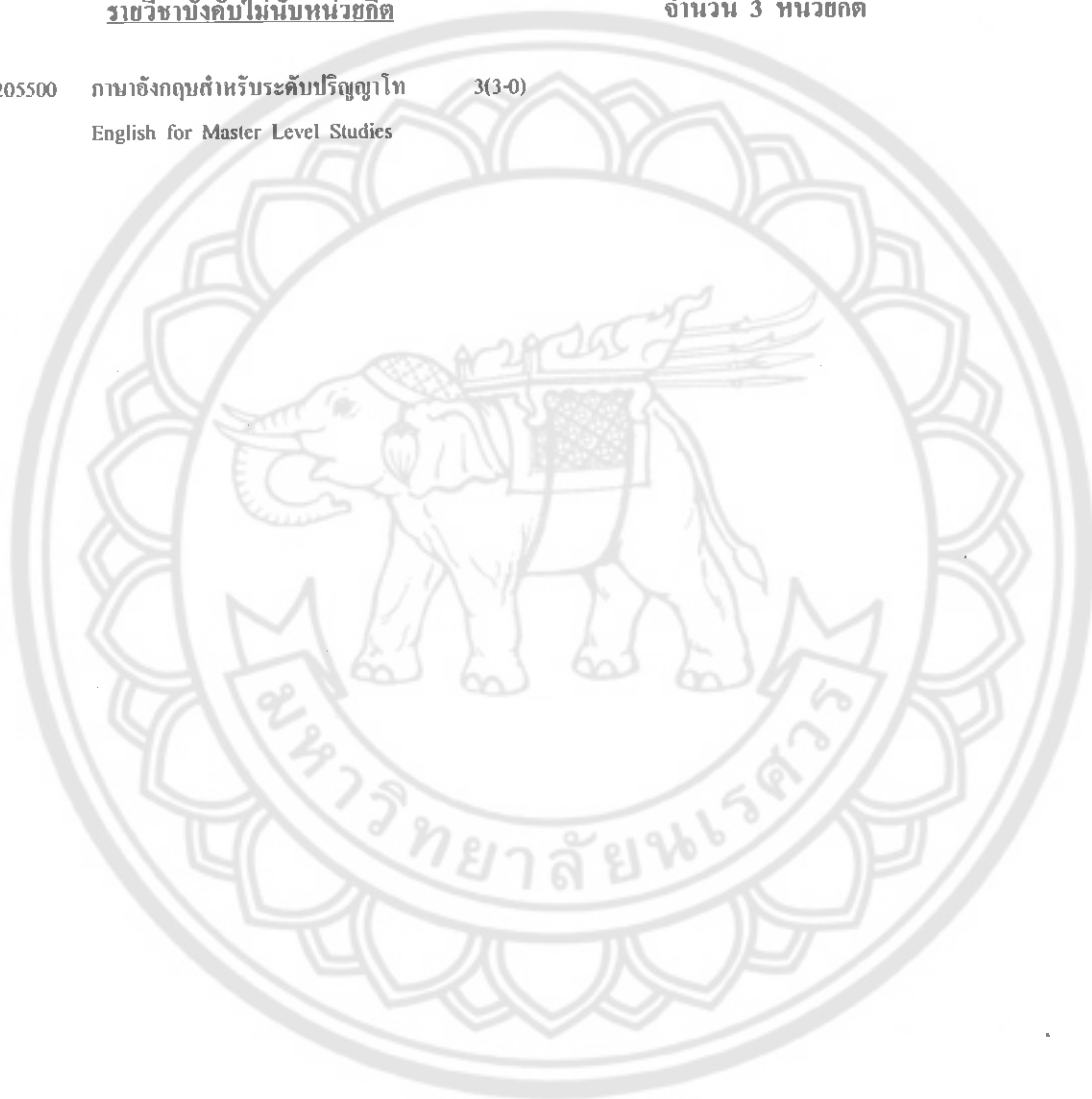 รายวิชาบังคับไม่นับหน่วยกิต จำนวน 3 หน่วยกิต
205500 ภาษาอังกฤษสำหรับระดับปริญญาโท 3(3-0)
English for Master Level Studies
มหาวิทยาลัยนเรศวร